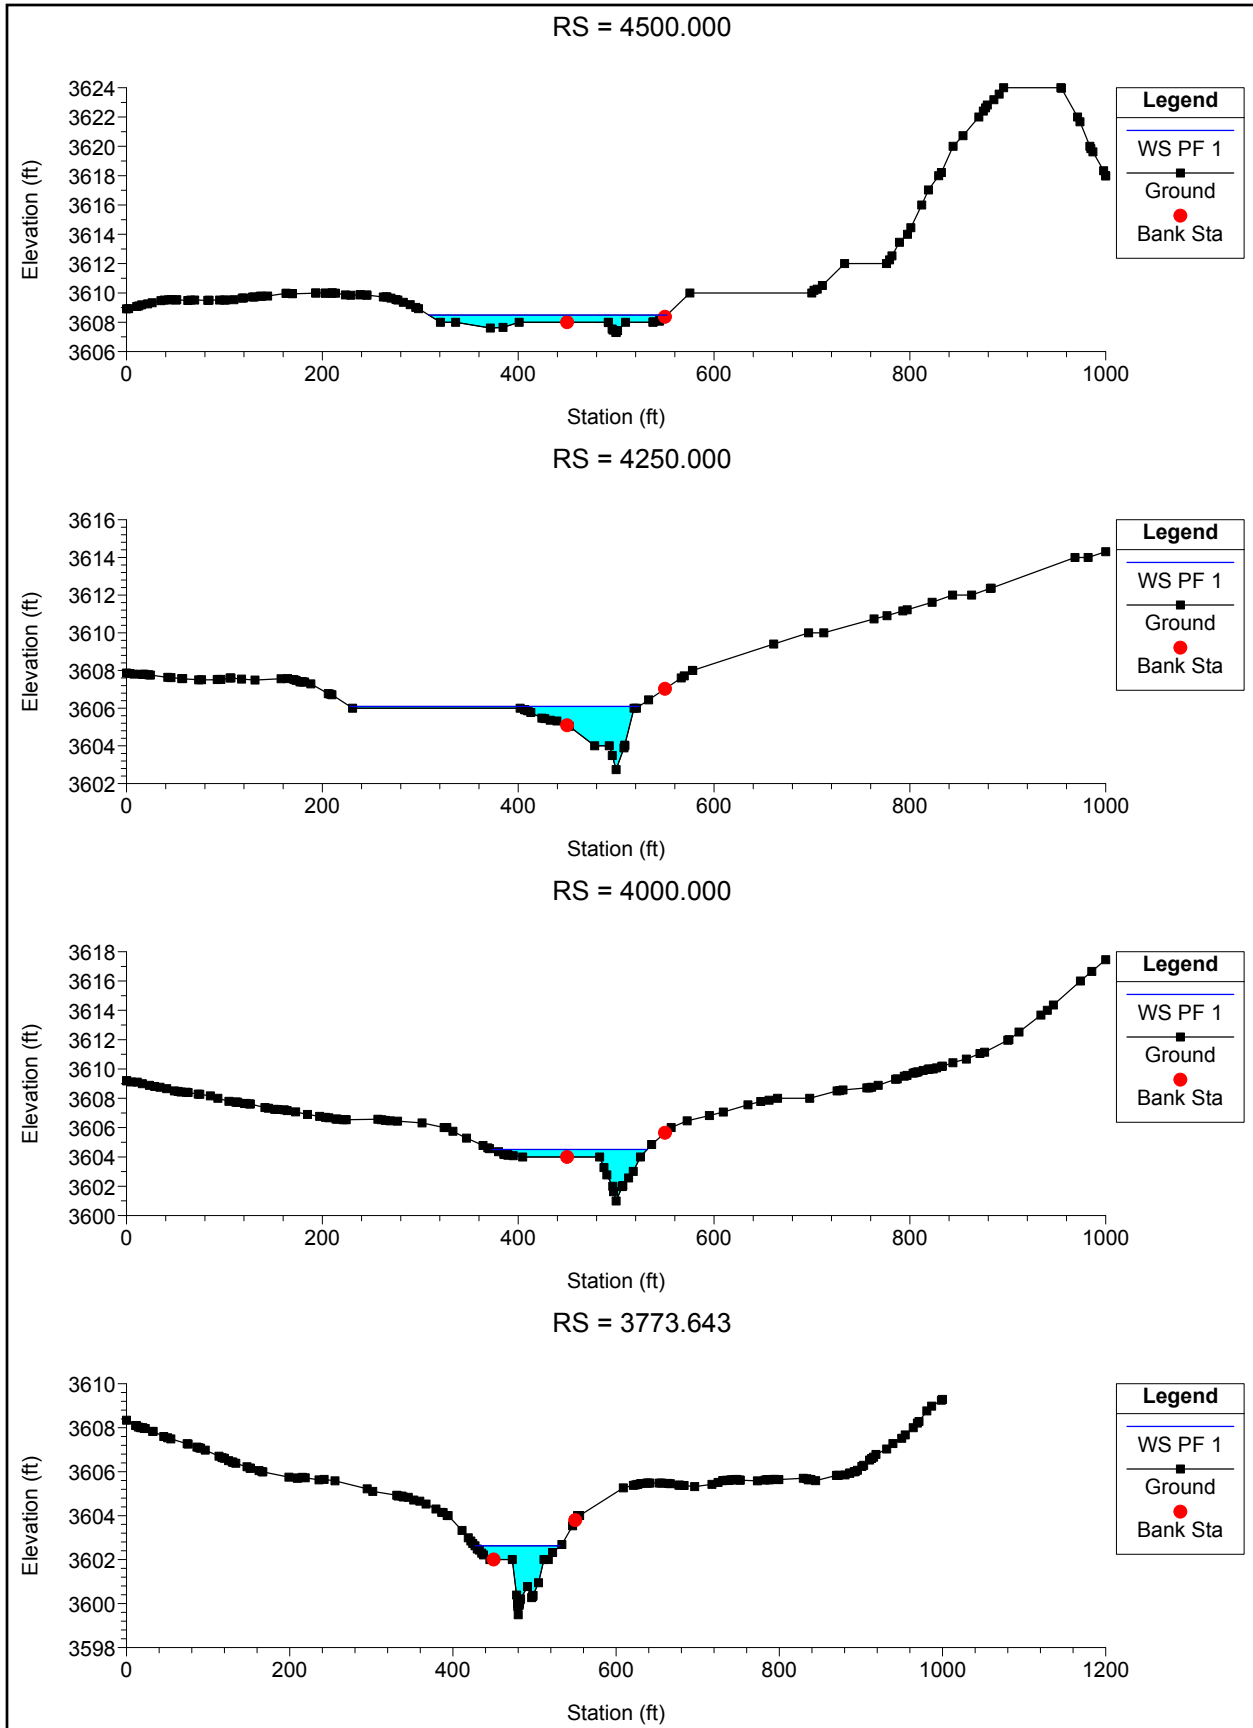 RS = 4500.000
3624
3622
3620
3618
3616
3614
3612
3610
3608
3606
Elevation (ft)
0 200 400 600 800 1000
Station (ft)
Legend
WS PF 1
Ground
Bank Sta
RS = 4250.000
3616
3614
3612
3610
3608
3606
3604
3602
Elevation (ft)
0 200 400 600 800 1000
Station (ft)
Legend
WS PF 1
Ground
Bank Sta
RS = 4000.000
3618
3616
3614
3612
3610
3608
3606
3604
3602
3600
Elevation (ft)
0 200 400 600 800 1000
Station (ft)
Legend
WS PF 1
Ground
Bank Sta
RS = 3773.643
3610
3608
3606
3604
3602
3600
3598
Elevation (ft)
0 200 400 600 800 1000 1200
Station (ft)
Legend
WS PF 1
Ground
Bank Sta